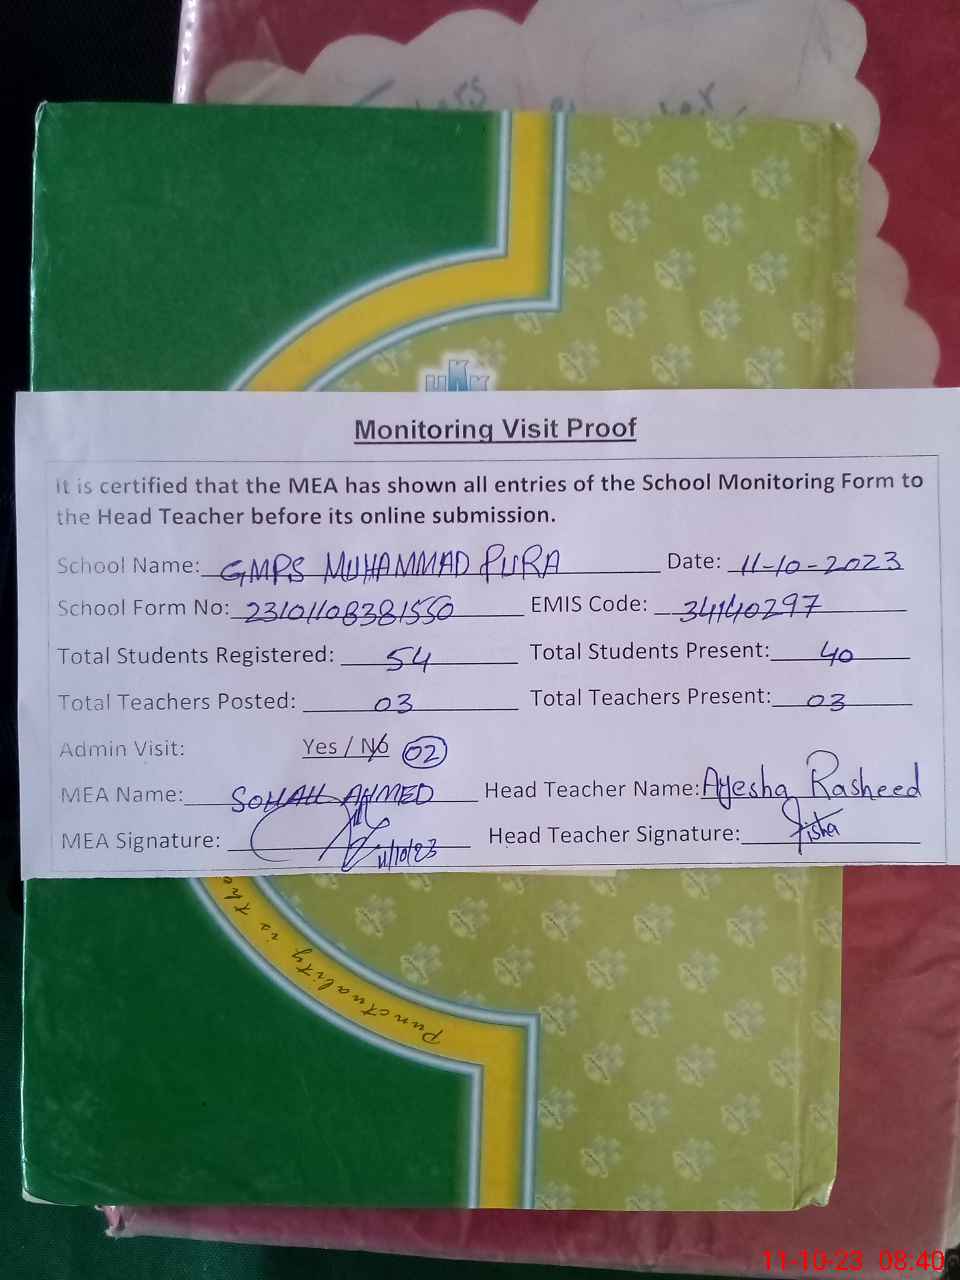 Monitoring Visit Proof
It is certified that the MEA has shown all entries of the School Monitoring Form to
the Head Teacher before its online submission.
School Name: GMPS MUHAMMAD PURA Date: 11-10-2023
School Form No: 23101108381550 EMIS Code: 34140297
Total Students Registered: 54 Total Students Present: 40
Total Teachers Posted: 03 Total Teachers Present: 03
Admin Visit: Yes / No 02
MEA Name: SOHAIL AHMED Head Teacher Name: Ayesha Rasheed
MEA Signature: 11/10/23 Head Teacher Signature: Aisha
Punctuality is the
11-10-23 08:40